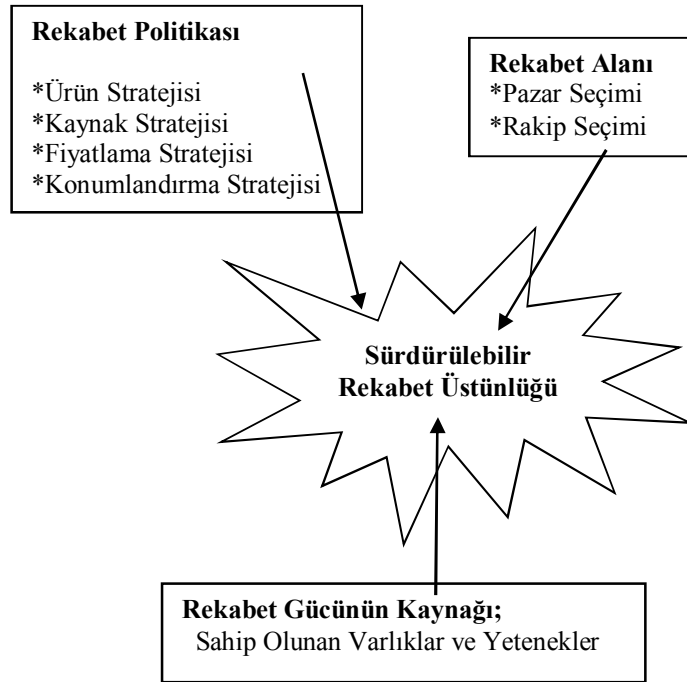 Rekabet Politikası
*Ürün Stratejisi
*Kaynak Stratejisi
*Fiyatlama Stratejisi
*Konumlandırma Stratejisi
Rekabet Alanı
*Pazar Seçimi
*Rakip Seçimi
Sürdürülebilir
Rekabet Üstünlüğü
Rekabet Gücünün Kaynağı;
Sahip Olunan Varlıklar ve Yetenekler